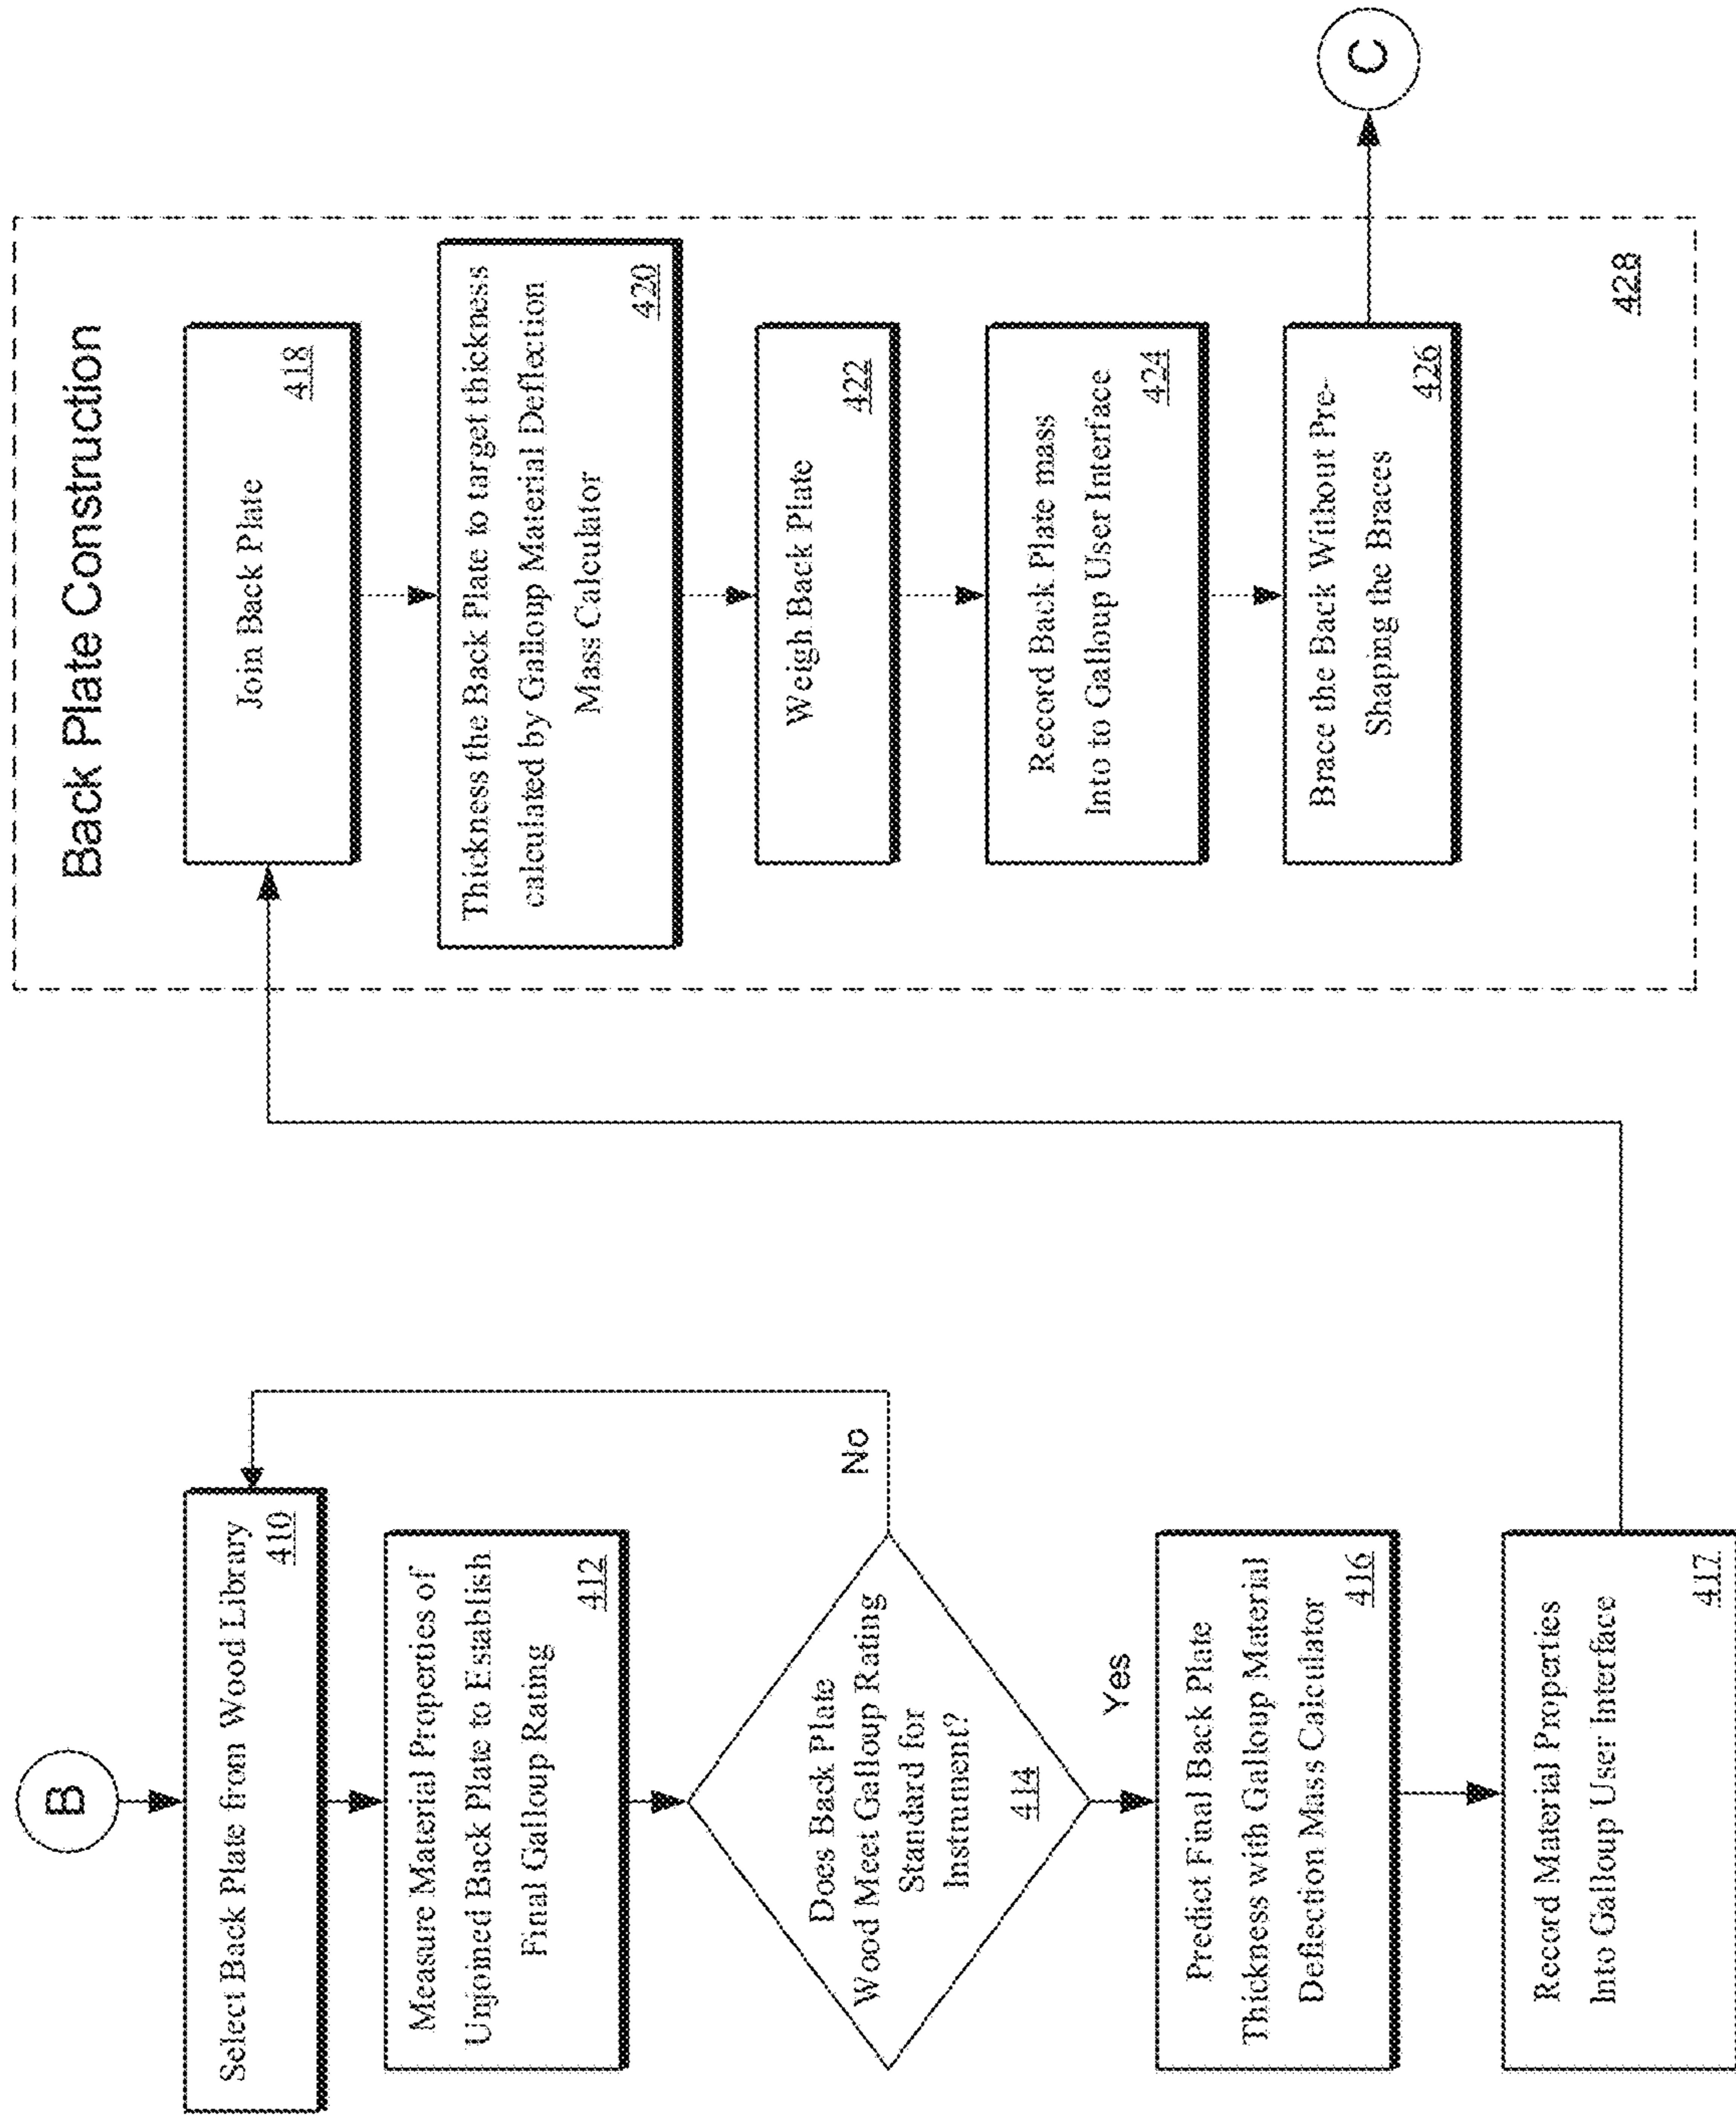 B
Select Back Plate from Wood Library
410
Measure Material Properties of
Unjoined Back Plate to Establish
Final Galloup Rating
412
Does Back Plate
Wood Meet Galloup Rating
Standard for
Instrument?
414
No
Yes
Predict Final Back Plate
Thickness with Galloup Material
Deflection Mass Calculator
416
Record Material Properties
Into Galloup User Interface
417
Back Plate Construction
Join Back Plate
418
Thickness the Back Plate to target thickness
calculated by Galloup Material Deflection
Mass Calculator
420
Weigh Back Plate
422
Record Back Plate mass
Into to Galloup User Interface
424
Brace the Back Without Pre-
Shaping the Braces
426
428
C